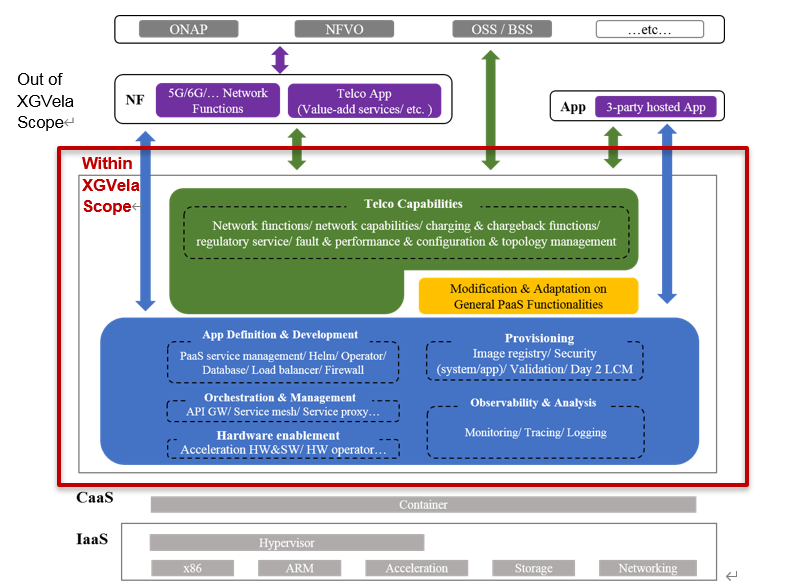 ONAP
NFVO
OSS / BSS
…etc…
Out of
XGVela
Scope↵
NF
5G/6G/… Network
Functions
Telco App
(Value-add services/ etc. )
App
3-party hosted App
Within
XGVela
Scope↵
Telco Capabilities
Network functions/ network capabilities/ charging & chargeback functions/
regulatory service/ fault & performance & configuration & topology management
Modification & Adaptation on
General PaaS Functionalities
App Definition & Development
PaaS service management/ Helm/ Operator/
Database/ Load balancer/ Firewall
Orchestration & Management
API GW/ Service mesh/ Service proxy…
Hardware enablement
Acceleration HW&SW/ HW operator…
Provisioning
Image registry/ Security
(system/app)/ Validation/ Day 2 LCM
Observability & Analysis
Monitoring/ Tracing/ Logging
CaaS
Container
IaaS
Hypervisor
x86
ARM
Acceleration
Storage
Networking
↵